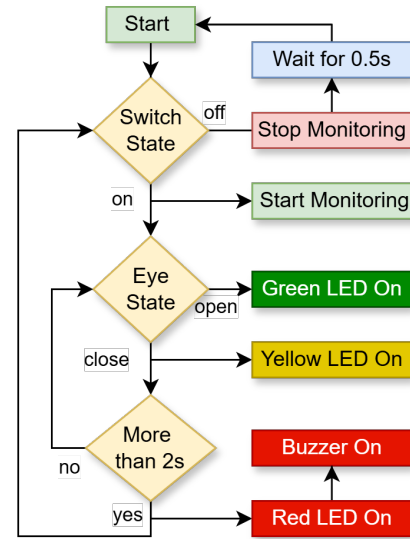 Start
Wait for 0.5s
Switch
State
off
Stop Monitoring
on
Start Monitoring
Eye
State
open
Green LED On
close
Yellow LED On
More
than 2s
no
Buzzer On
yes
Red LED On